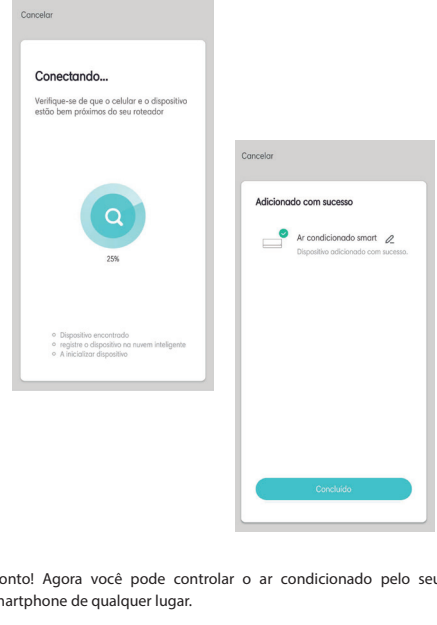 Cancelar
Conectando...
Verifique-se de que o celular e o dispositivo
estão bem próximos do seu roteador
25%
Dispositivo encontrado
registre o dispositivo na nuvem inteligente
A inicializar dispositivo
Cancelar
Adicionado com sucesso
Ar condicionado smart
Dispositivo adicionado com sucesso.
Concluído
onto! Agora você pode controlar o ar condicionado pelo seu
martphone de qualquer lugar.